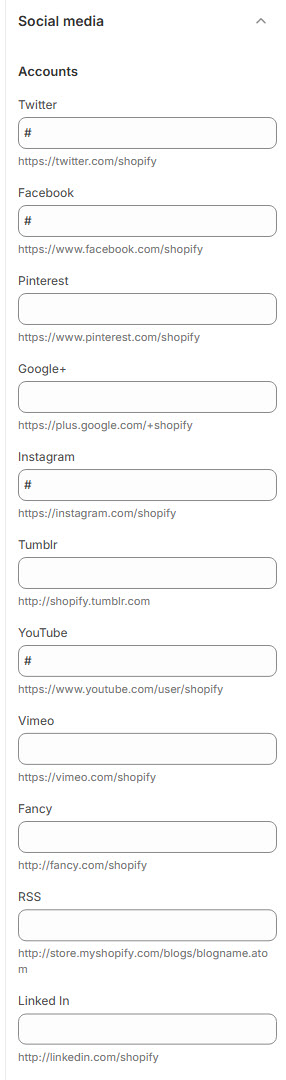 Social media
Accounts
Twitter
#
https://twitter.com/shopify
Facebook
#
https://www.facebook.com/shopify
Pinterest
https://www.pinterest.com/shopify
Google+
https://plus.google.com/+shopify
Instagram
#
https://instagram.com/shopify
Tumblr
http://shopify.tumblr.com
YouTube
#
https://www.youtube.com/user/shopify
Vimeo
https://vimeo.com/shopify
Fancy
http://fancy.com/shopify
RSS
http://store.myshopify.com/blogs/blogname.ato
m
Linked In
http://linkedin.com/shopify